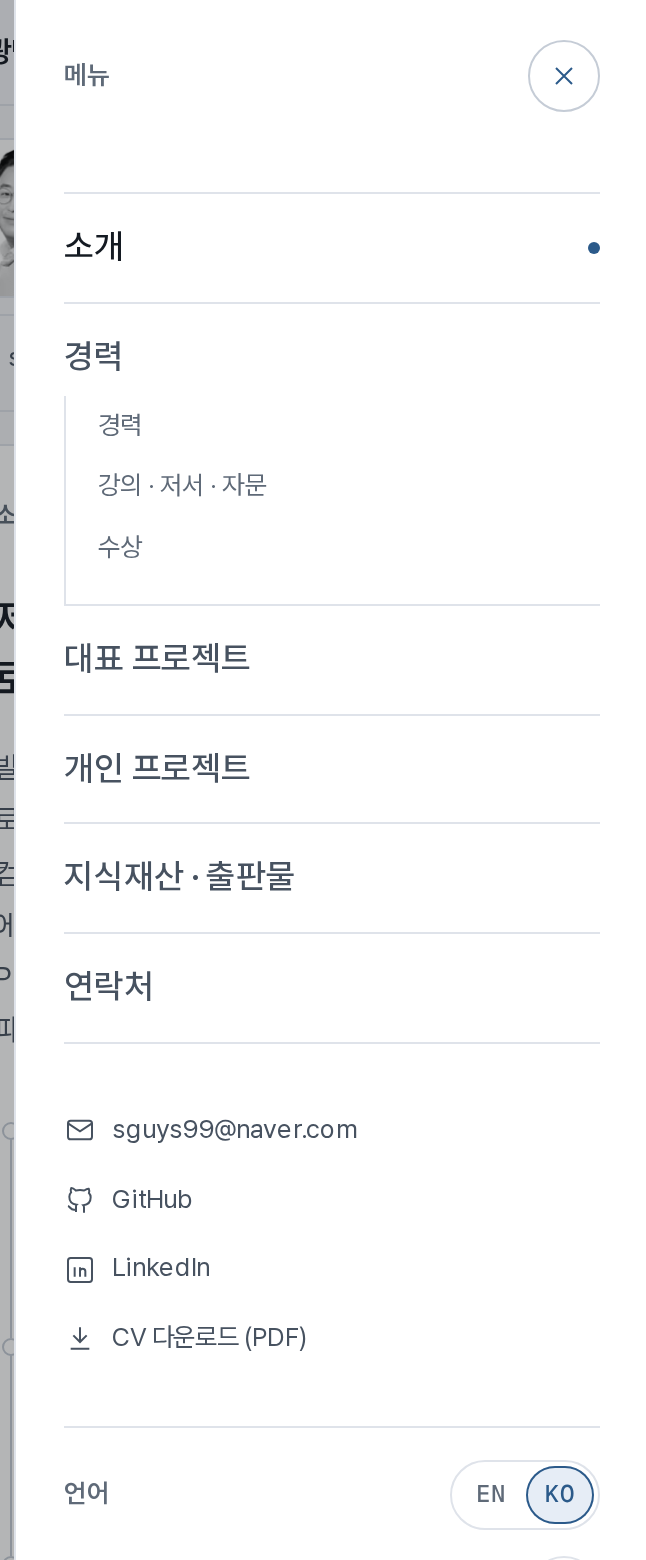 메뉴
소개
경력
경력
강의 · 저서 · 자문
수상
대표 프로젝트
개인 프로젝트
지식재산 · 출판물
연락처
sguys99@naver.com
GitHub
LinkedIn
CV 다운로드 (PDF)
언어
EN KO